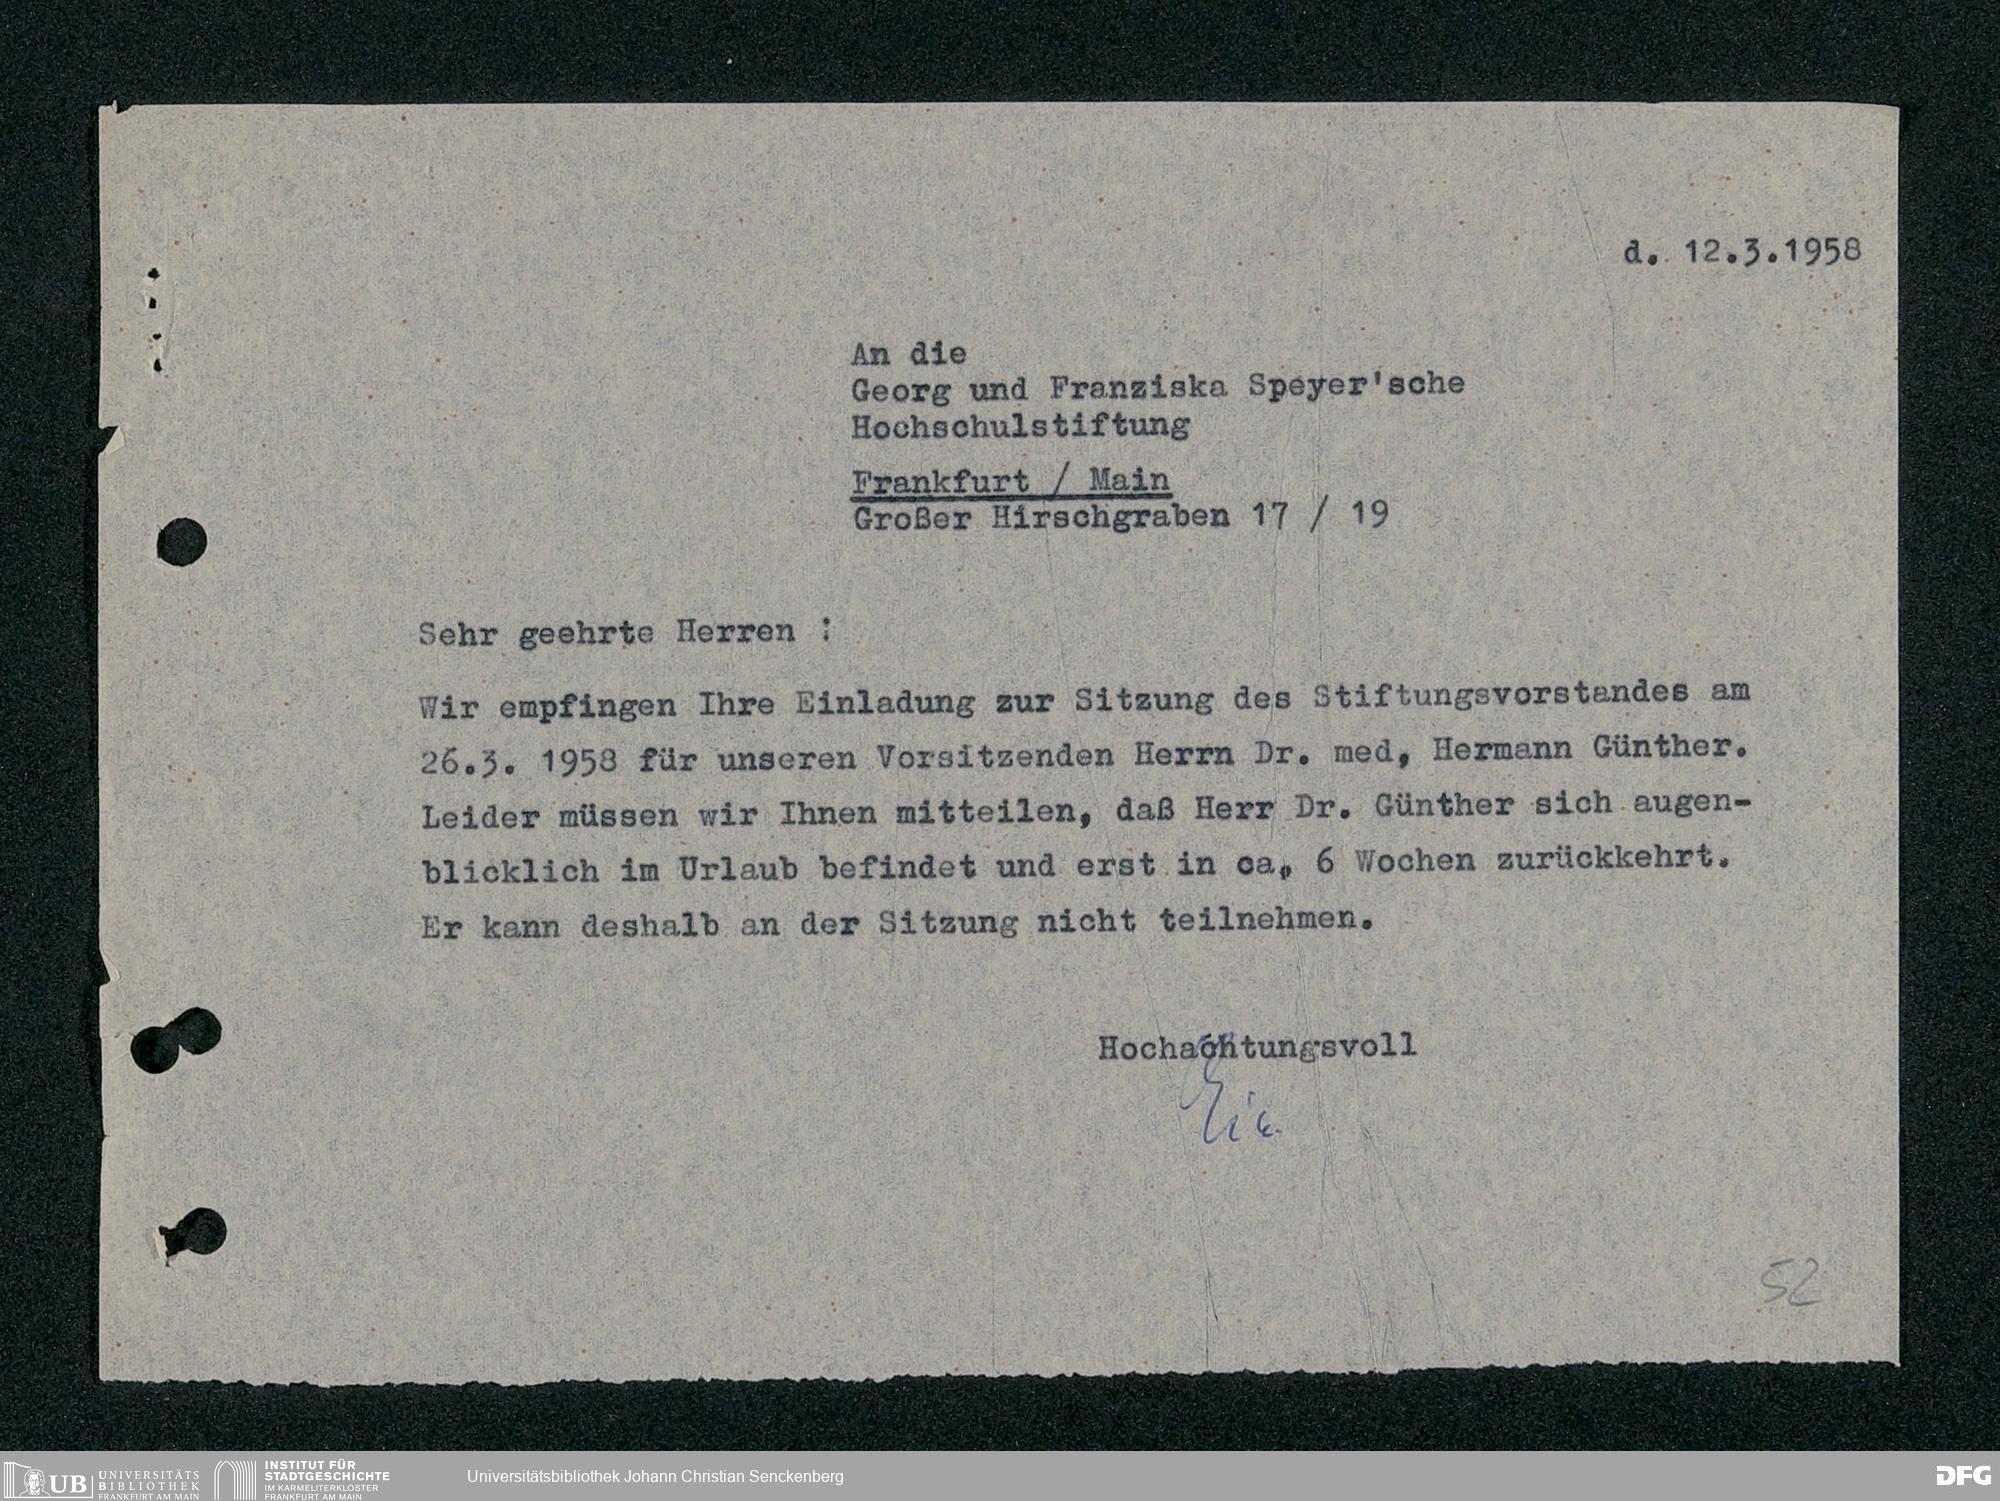 d. 12.3.1958
An die
Georg und Franziska Speyer'sche
Hochschulstiftung
Frankfurt / Main
Großer Hirschgraben 17 / 19
Sehr geehrte Herren :
Wir empfingen Ihre Einladung zur Sitzung des Stiftungsvorstandes am
26.3. 1958 für unseren Vorsitzenden Herrn Dr. med, Hermann Günther.
Leider müssen wir Ihnen mitteilen, daß Herr Dr. Günther sich augen-
blicklich im Urlaub befindet und erst in ca, 6 Wochen zurückkehrt.
Er kann deshalb an der Sitzung nicht teilnehmen.
Hochachtungsvoll
52
UB UNIVERSITÄTS
BIBLIOTHEK
FRANKFURT AM MAIN
INSTITUT FÜR
STADTGESCHICHTE
IM KARMELITERKLOSTER
FRANKFURT AM MAIN
Universitätsbibliothek Johann Christian Senckenberg
DFG